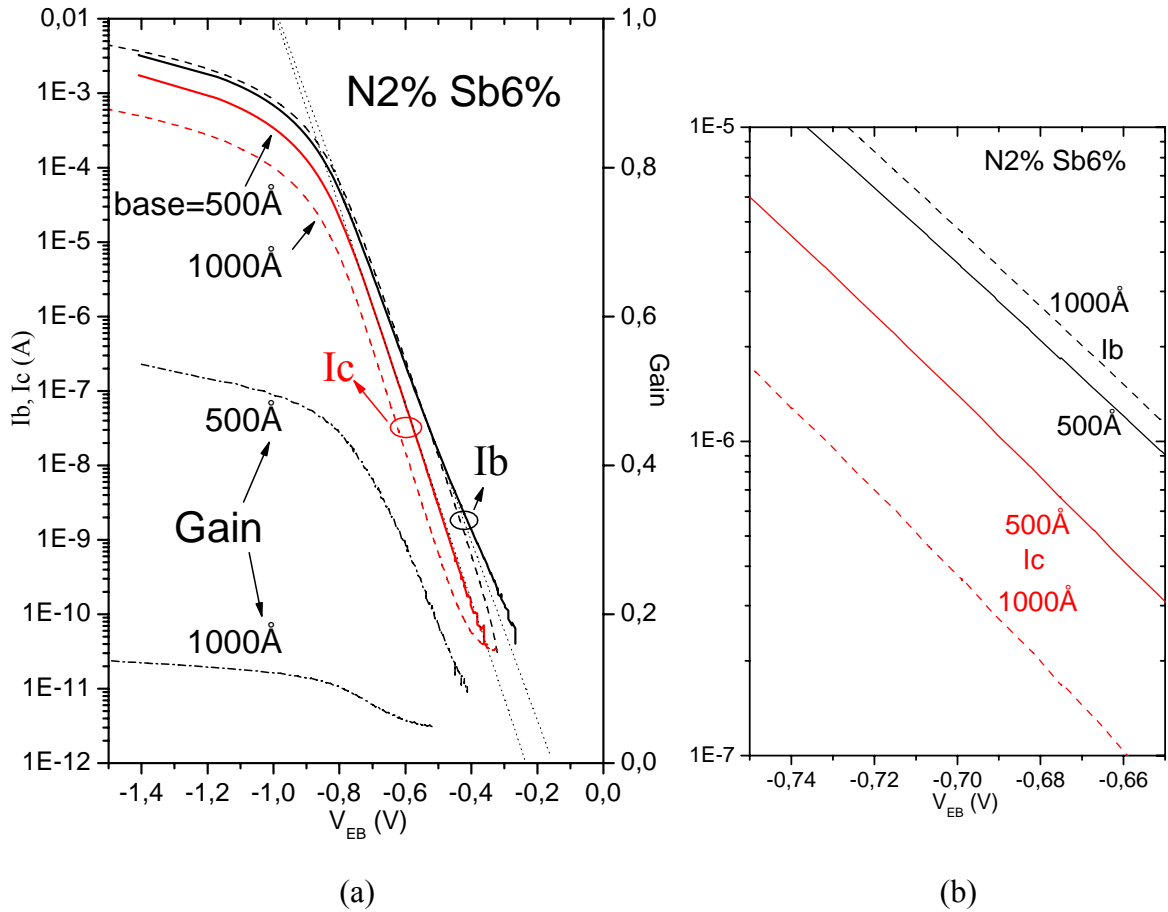 0,01
1E-3
1E-4
1E-5
1E-6
1E-7
1E-8
1E-9
1E-10
1E-11
1E-12
Ib, Ic (A)
-1,4 -1,2 -1,0 -0,8 -0,6 -0,4 -0,2 0,0
V_EB (V)
1,0
0,8
0,6
0,4
0,2
0,0
Gain
N2% Sb6%
base=500Å
1000Å
Ic
500Å
Ib
Gain
1000Å
(a)
1E-5
1E-6
1E-7
N2% Sb6%
1000Å
Ib
500Å
500Å
Ic
1000Å
-0,74 -0,72 -0,70 -0,68 -0,66
V_EB (V)
(b)